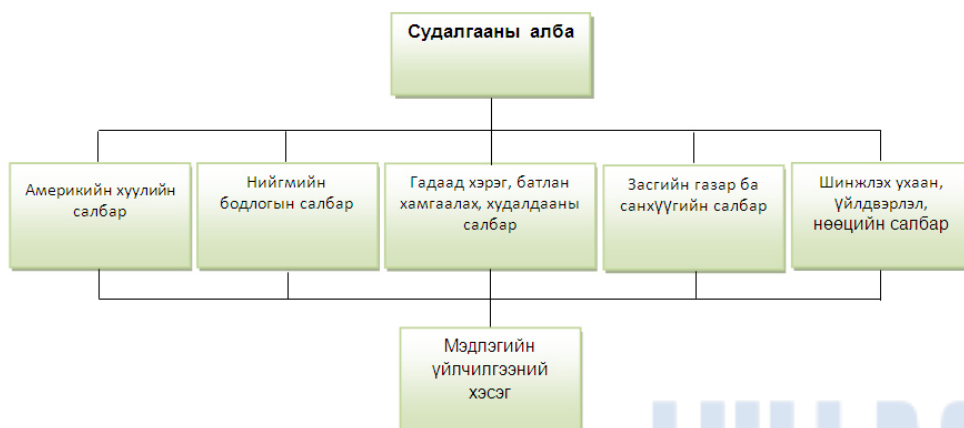 Судалгааны алба
Америкийн хуулийн
салбар
Нийгмийн
бодлогын салбар
Гадаад хэрэг, батлан
хамгаалах, худалдааны
салбар
Засгийн газар ба
санхүүгийн салбар
Шинжлэх ухаан,
үйлдвэрлэл,
нөөцийн салбар
Мэдлэгийн
үйлчилгээний
хэсэг